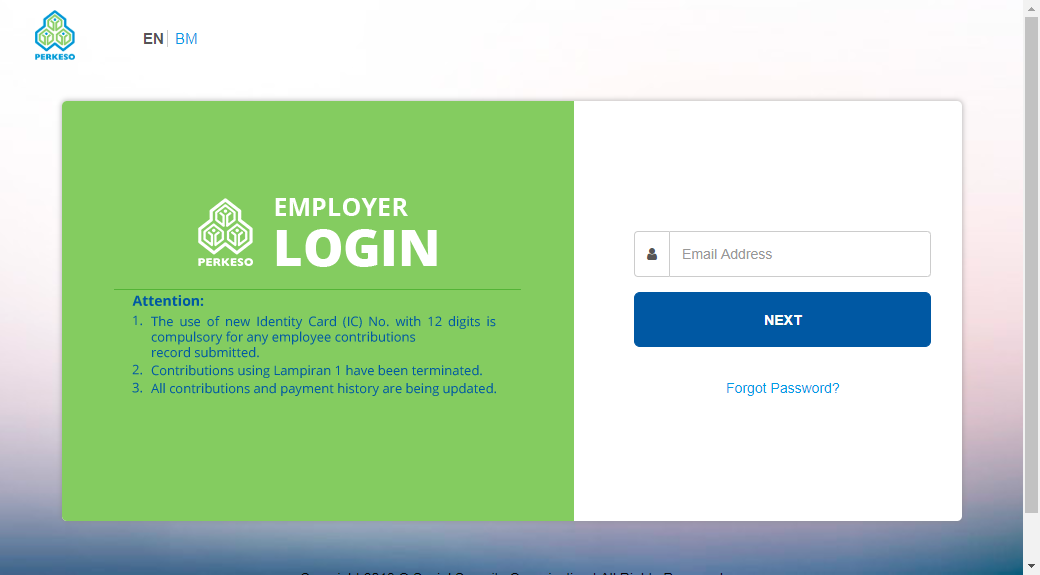 PERKESO
EN BM
EMPLOYER
LOGIN
PERKESO
Attention:
1. The use of new Identity Card (IC) No. with 12 digits is
compulsory for any employee contributions
record submitted.
2. Contributions using Lampiran 1 have been terminated.
3. All contributions and payment history are being updated.
Email Address
NEXT
Forgot Password?